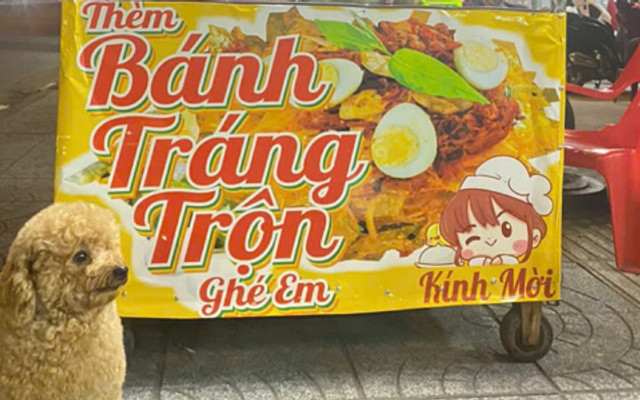 Thèm
Bánh
Tráng
Trộn
Ghé Em
Kính Mời